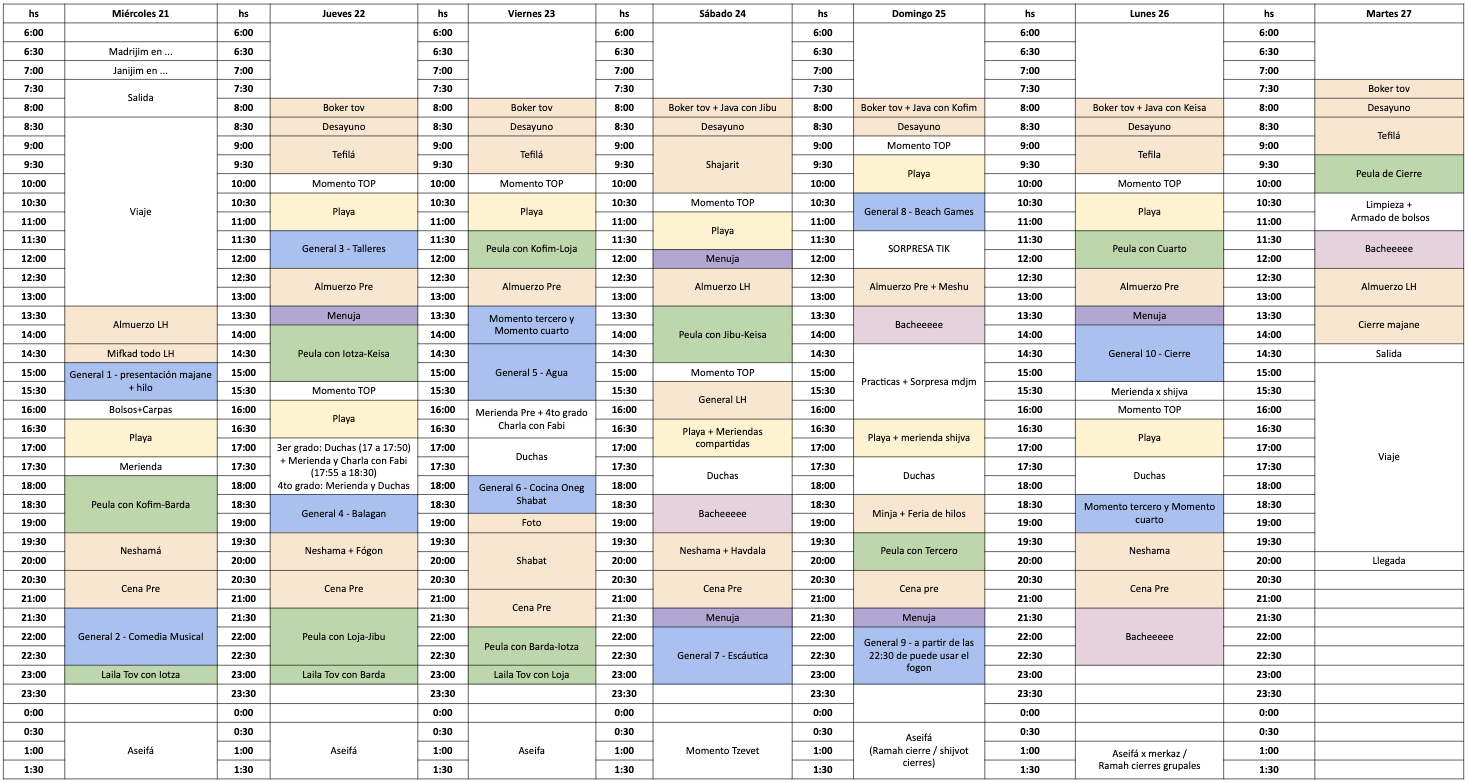 hs Miércoles 21
6:00
6:30 Madrijim en ...
7:00 Janijim en ...
7:30 Salida
8:00
8:30 Viaje
9:00
9:30
10:00
10:30
11:00
11:30
12:00
12:30
13:00
13:30 Almuerzo LH
14:00
14:30 Mifkad todo LH
15:00 General 1 - presentación majane
15:30 + hilo
16:00 Bolsos+Carpas
16:30 Playa
17:00
17:30 Merienda
18:00 Peula con Kofim-Barda
18:30
19:00
19:30 Neshamá
20:00
20:30 Cena Pre
21:00
21:30 General 2 - Comedia Musical
22:00
22:30
23:00 Laila Tov con Iotza
23:30
0:00
0:30 Aseifá
1:00
1:30
hs Jueves 22
6:00
6:30
7:00
7:30
8:00 Boker tov
8:30 Desayuno
9:00 Tefilá
9:30
10:00 Momento TOP
10:30 Playa
11:00
11:30 General 3 - Talleres
12:00
12:30 Almuerzo Pre
13:00
13:30 Menuja
14:00 Peula con Iotza-Keisa
14:30
15:00
15:30 Momento TOP
16:00 Playa
16:30
17:00 3er grado: Duchas (17 a 17:50)
+ Merienda y Charla con Fabi
17:30 (17:55 a 18:30)
18:00 4to grado: Merienda y Duchas
18:30 General 4 - Balagan
19:00
19:30 Neshama + Fógon
20:00
20:30 Cena Pre
21:00
21:30 Peula con Loja-Jibu
22:00
22:30
23:00 Laila Tov con Barda
23:30
0:00
0:30 Aseifá
1:00
1:30
hs Viernes 23
6:00
6:30
7:00
7:30
8:00 Boker tov
8:30 Desayuno
9:00 Tefilá
9:30
10:00 Momento TOP
10:30 Playa
11:00
11:30 Peula con Kofim-Loja
12:00
12:30 Almuerzo Pre
13:00
13:30 Momento tercero y
14:00 Momento cuarto
14:30 General 5 - Agua
15:00
15:30
16:00 Merienda Pre + 4to grado
16:30 Charla con Fabi
17:00 Duchas
17:30
18:00 General 6 - Cocina Oneg
18:30 Shabat
19:00 Foto
19:30 Shabat
20:00
20:30
21:00 Cena Pre
21:30
22:00 Peula con Barda-Iotza
22:30
23:00 Laila Tov con Loja
23:30
0:00
0:30 Aseifa
1:00
1:30
hs Sábado 24
6:00
6:30
7:00
7:30
8:00 Boker tov + Java con Jibu
8:30 Desayuno
9:00 Shajarit
9:30
10:00
10:30 Momento TOP
11:00 Playa
11:30
12:00 Menuja
12:30 Almuerzo LH
13:00
13:30 Peula con Jibu-Keisa
14:00
14:30
15:00 Momento TOP
15:30 General LH
16:00
16:30 Playa + Meriendas
17:00 compartidas
17:30 Duchas
18:00
18:30 Bacheeeee
19:00
19:30 Neshama + Havdala
20:00
20:30 Cena Pre
21:00
21:30 Menuja
22:00 General 7 - Escáutica
22:30
23:00
23:30
0:00
0:30 Momento Tzevet
1:00
1:30
hs Domingo 25
6:00
6:30
7:00
7:30
8:00 Boker tov + Java con Kofim
8:30 Desayuno
9:00 Momento TOP
9:30 Playa
10:00
10:30 General 8 - Beach Games
11:00
11:30 SORPRESA TIK
12:00
12:30 Almuerzo Pre + Meshu
13:00
13:30 Bacheeeee
14:00
14:30 Practicas + Sorpresa mdjm
15:00
15:30
16:00
16:30 Playa + merienda shijva
17:00
17:30 Duchas
18:00
18:30 Minja + Feria de hilos
19:00
19:30 Peula con Tercero
20:00
20:30 Cena pre
21:00
21:30 Menuja
22:00 General 9 - a partir de las
22:30 22:30 de puede usar el
23:00 fogon
23:30
0:00
0:30 Aseifá
1:00 (Ramah cierre / shijvot
1:30 cierres)
hs Lunes 26
6:00
6:30
7:00
7:30
8:00 Boker tov + Java con Keisa
8:30 Desayuno
9:00 Tefila
9:30
10:00 Momento TOP
10:30 Playa
11:00
11:30 Peula con Cuarto
12:00
12:30 Almuerzo Pre
13:00
13:30 Menuja
14:00 General 10 - Cierre
14:30
15:00
15:30 Merienda x shijva
16:00 Momento TOP
16:30 Playa
17:00
17:30 Duchas
18:00
18:30 Momento tercero y Momento
19:00 cuarto
19:30 Neshama
20:00
20:30 Cena Pre
21:00
21:30 Bacheeeee
22:00
22:30
23:00
23:30
0:00
0:30
1:00 Aseifá x merkaz /
1:30 Ramah cierres grupales
hs Martes 27
6:00
6:30
7:00
7:30 Boker tov
8:00 Desayuno
8:30 Tefilá
9:00
9:30 Peula de Cierre
10:00
10:30 Limpieza +
11:00 Armado de bolsos
11:30 Bacheeeee
12:00
12:30 Almuerzo LH
13:00
13:30 Cierre majane
14:00
14:30 Salida
15:00 Viaje
15:30
16:00
16:30
17:00
17:30
18:00
18:30
19:00
19:30
20:00 Llegada
20:30
21:00
21:30
22:00
22:30
23:00
23:30
0:00
0:30
1:00
1:30